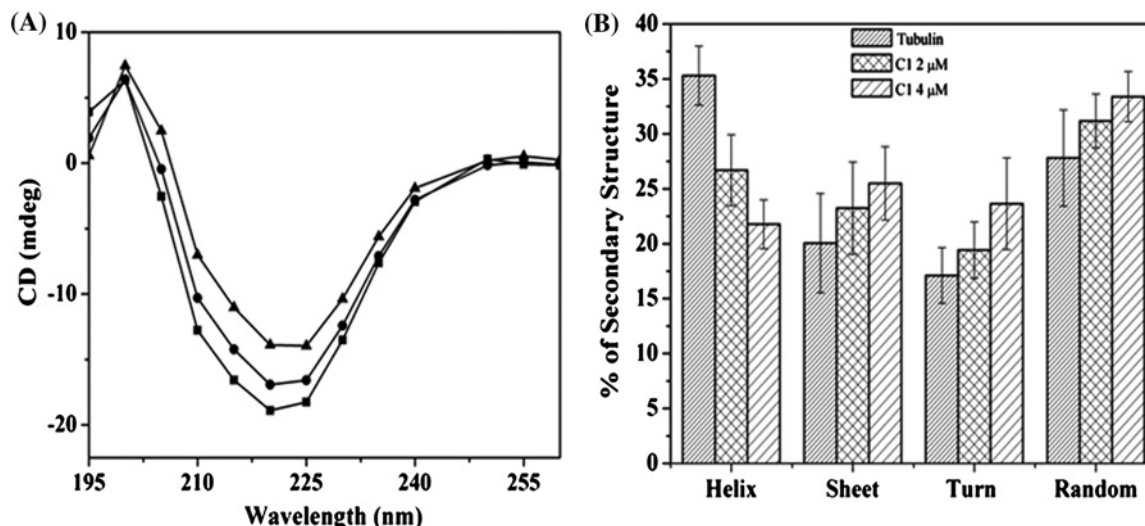 (A)
10
0
-10
-20
CD (mdeg)
195 210 225 240 255
Wavelength (nm)
(B)
40
35
30
25
20
15
10
5
0
% of Secondary Structure
Tubulin
C1 2 μM
C1 4 μM
Helix Sheet Turn Random